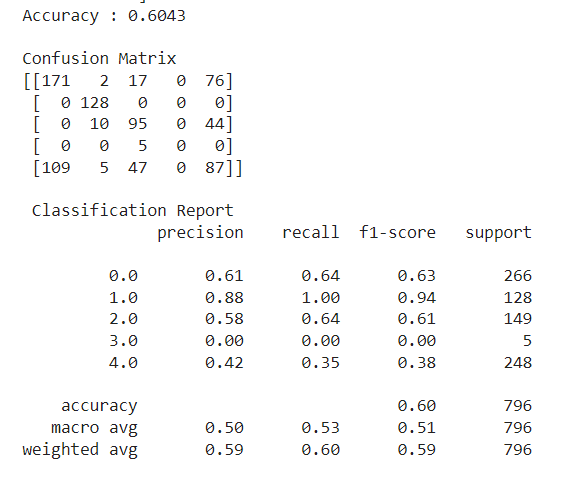 Accuracy : 0.6043
Confusion Matrix
[[171   2  17   0  76]
 [  0 128   0   0   0]
 [  0  10  95   0  44]
 [  0   0   5   0   0]
 [109   5  47   0  87]]
Classification Report
precision    recall  f1-score   support
0.0       0.61      0.64      0.63       266
1.0       0.88      1.00      0.94       128
2.0       0.58      0.64      0.61       149
3.0       0.00      0.00      0.00         5
4.0       0.42      0.35      0.38       248
accuracy                           0.60       796
macro avg       0.50      0.53      0.51       796
weighted avg       0.59      0.60      0.59       796